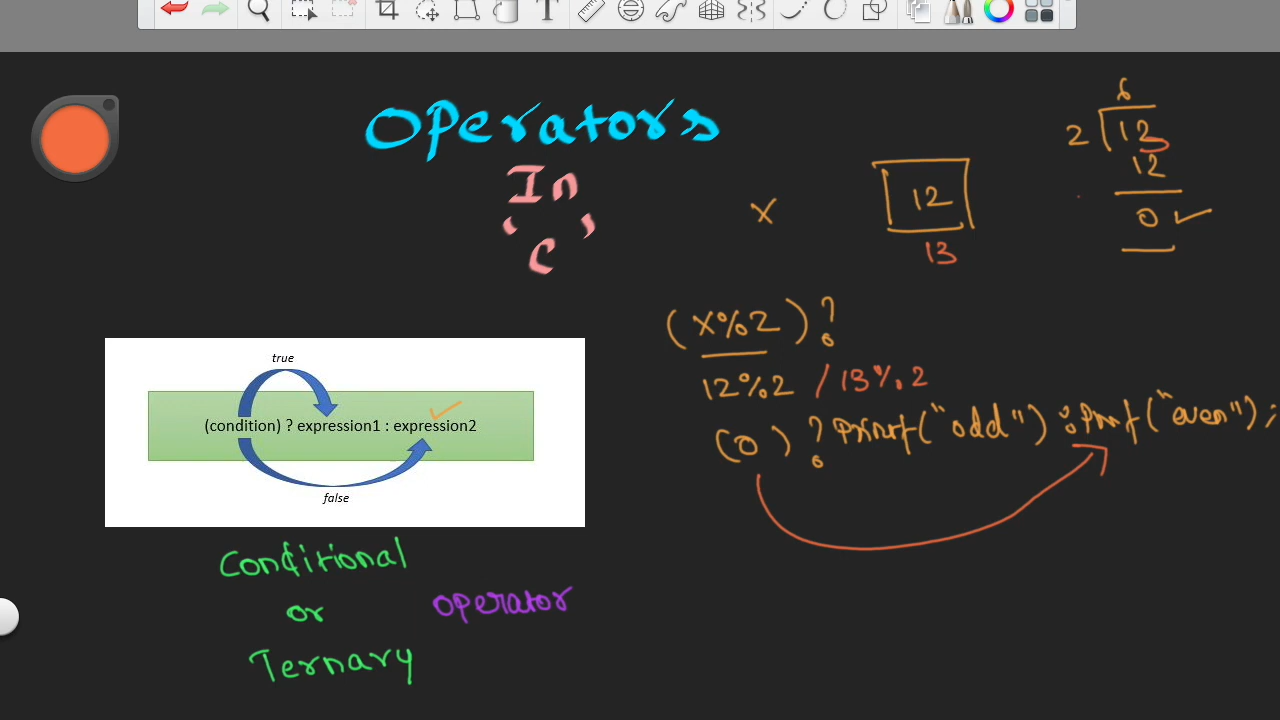 Operators
In
' C '
true
(condition) ? expression1 : expression2
false
Conditional
or
Ternary
operator
6
2 12
12
0
x
12
13
(x%2) ?
12%2 / 13%2
(0) ? printf("odd") : printf("even");